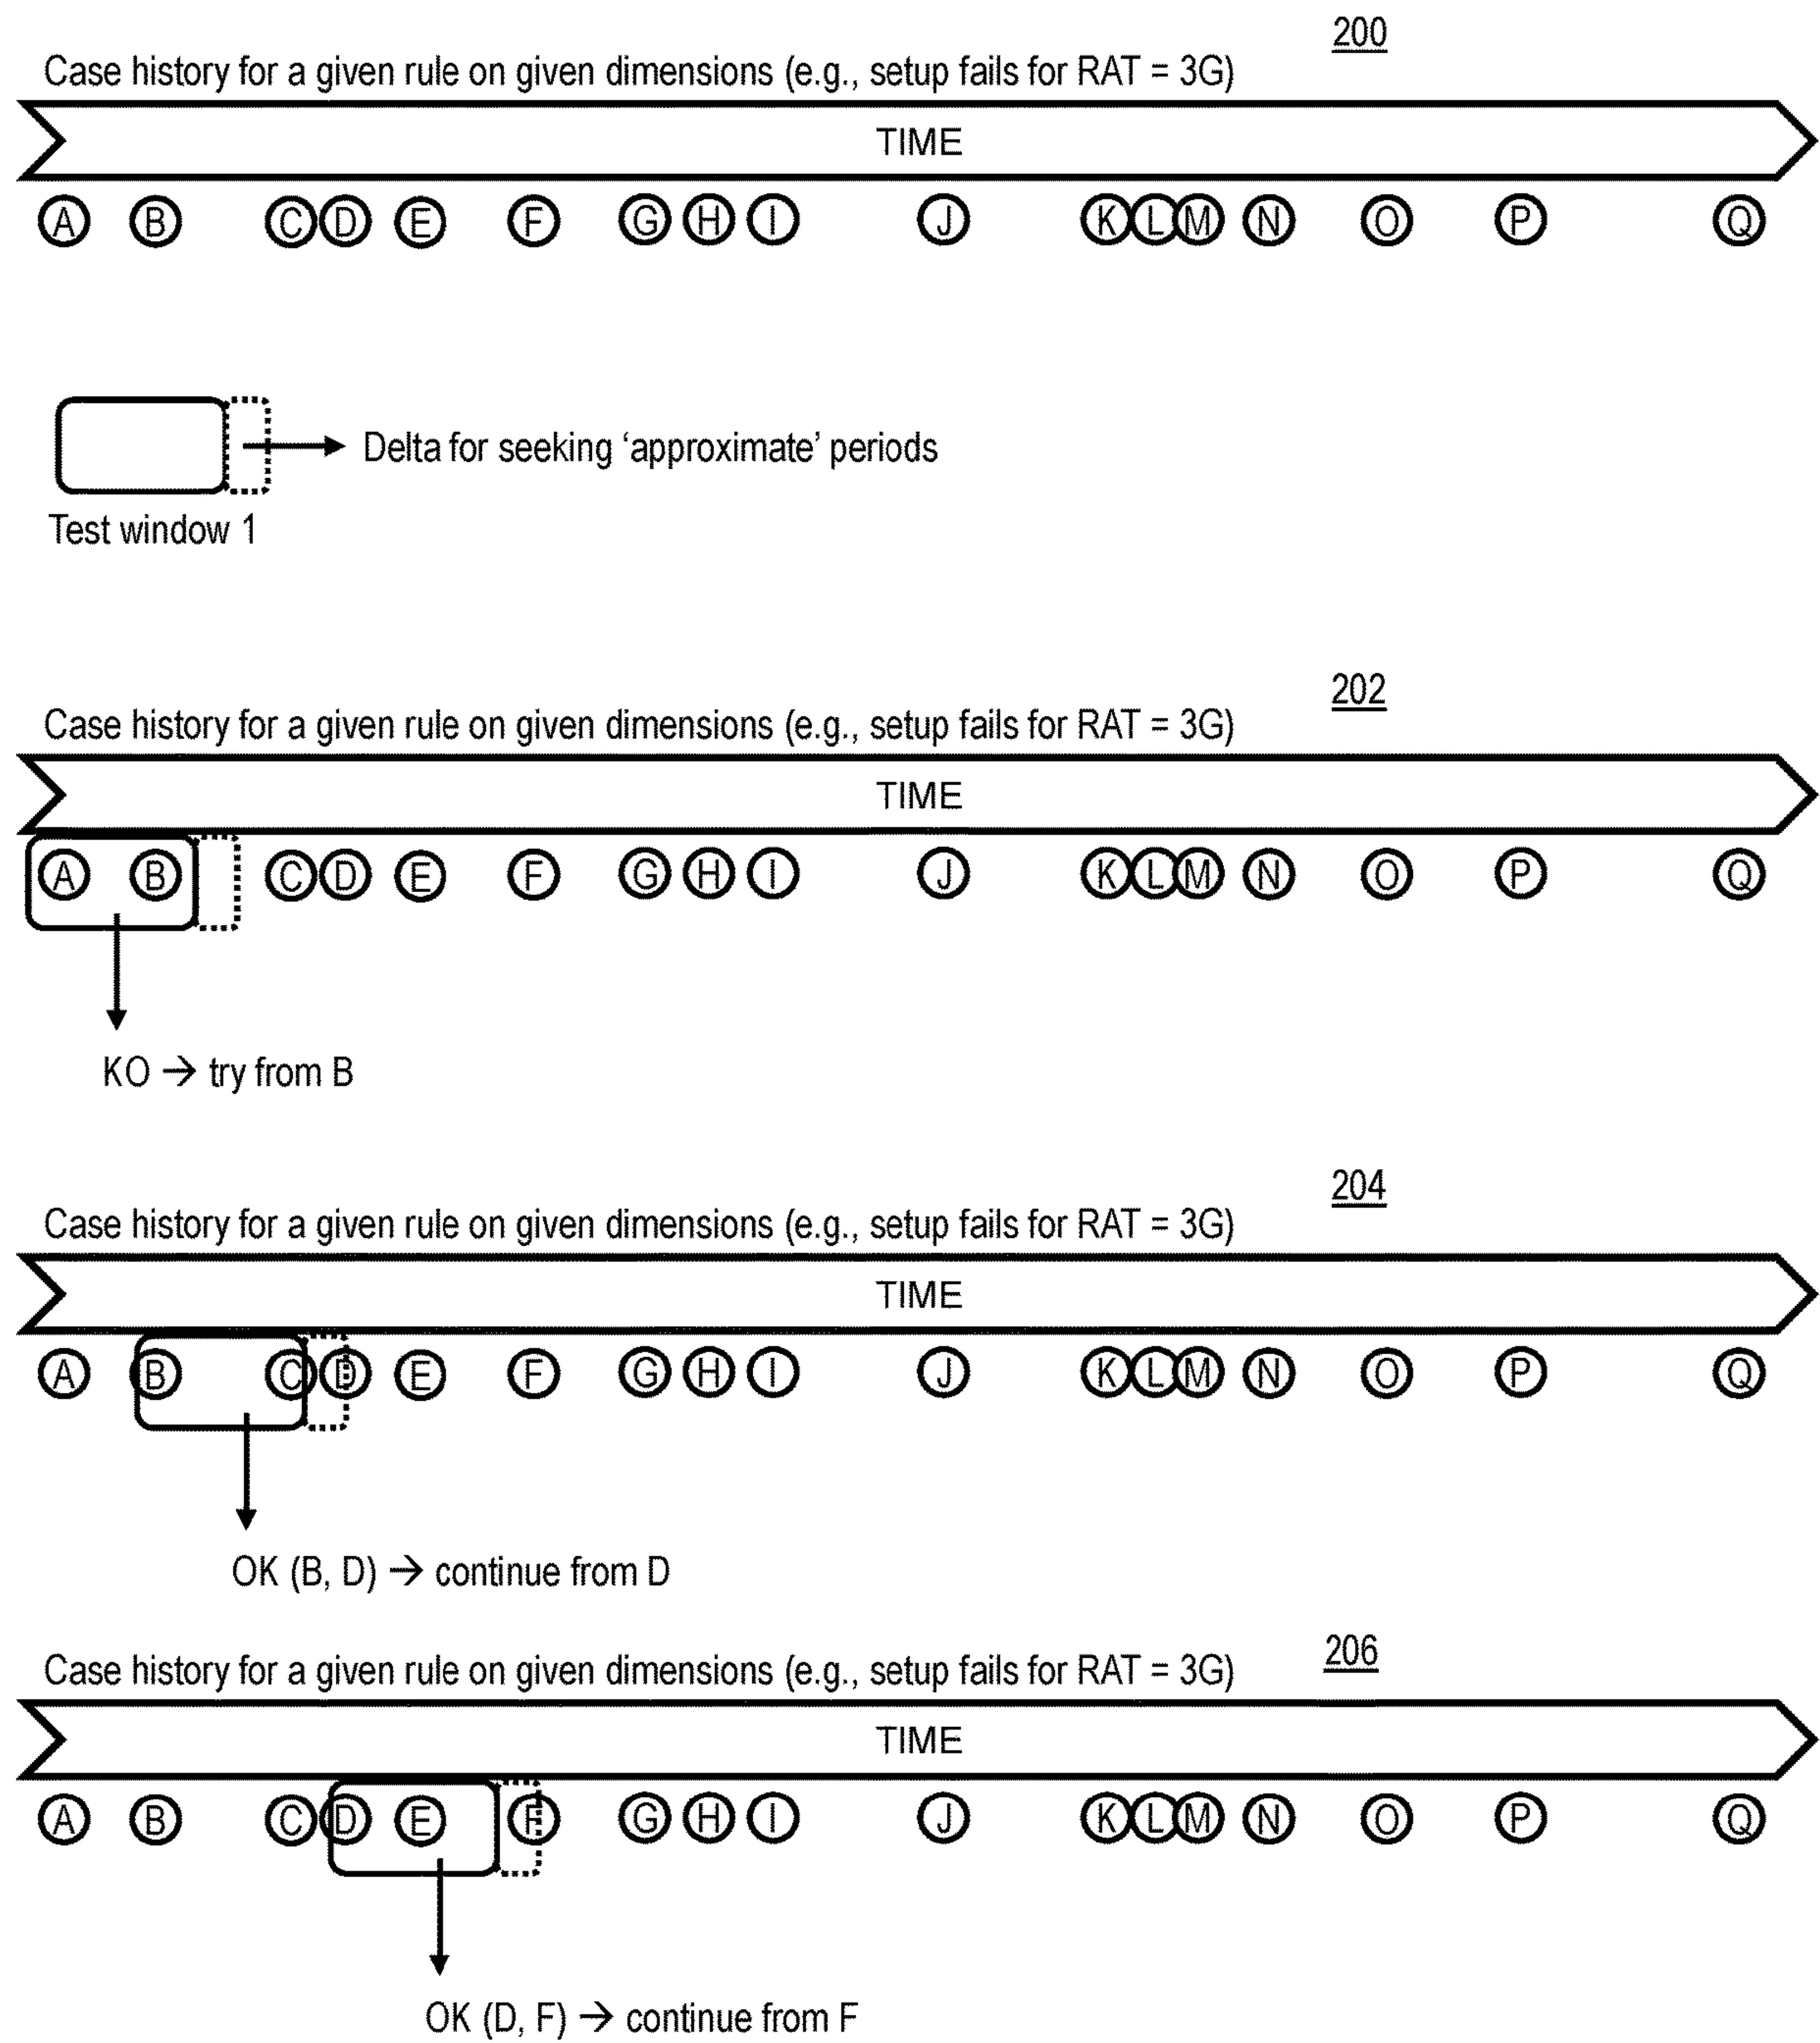 200
Case history for a given rule on given dimensions (e.g., setup fails for RAT = 3G)
TIME
A B C D E F G H I J K L M N O P Q
Delta for seeking ‘approximate’ periods
Test window 1
202
Case history for a given rule on given dimensions (e.g., setup fails for RAT = 3G)
TIME
A B C D E F G H I J K L M N O P Q
KO → try from B
204
Case history for a given rule on given dimensions (e.g., setup fails for RAT = 3G)
TIME
A B C D E F G H I J K L M N O P Q
OK (B, D) → continue from D
206
Case history for a given rule on given dimensions (e.g., setup fails for RAT = 3G)
TIME
A B C D E F G H I J K L M N O P Q
OK (D, F) → continue from F